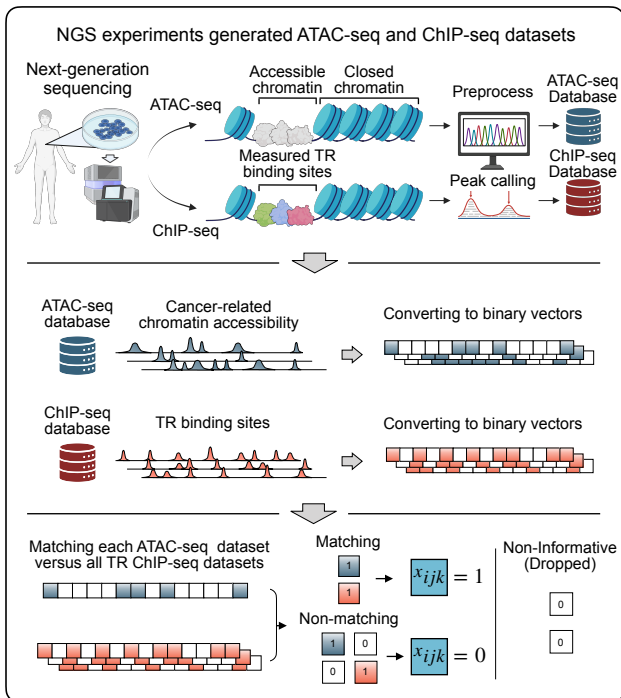 NGS experiments generated ATAC-seq and ChIP-seq datasets
Next-generation
sequencing
ATAC-seq
Accessible
chromatin
Closed
chromatin
Preprocess
ATAC-seq
Database
Measured TR
binding sites
ChIP-seq
Peak calling
ChIP-seq
Database
ATAC-seq
database
Cancer-related
chromatin accessibility
Converting to binary vectors
ChIP-seq
database
TR binding sites
Converting to binary vectors
Matching each ATAC-seq dataset
versus all TR ChIP-seq datasets
Matching
1
1
x_{ijk} = 1
Non-matching
1 0
0 1
x_{ijk} = 0
Non-Informative
(Dropped)
0
0